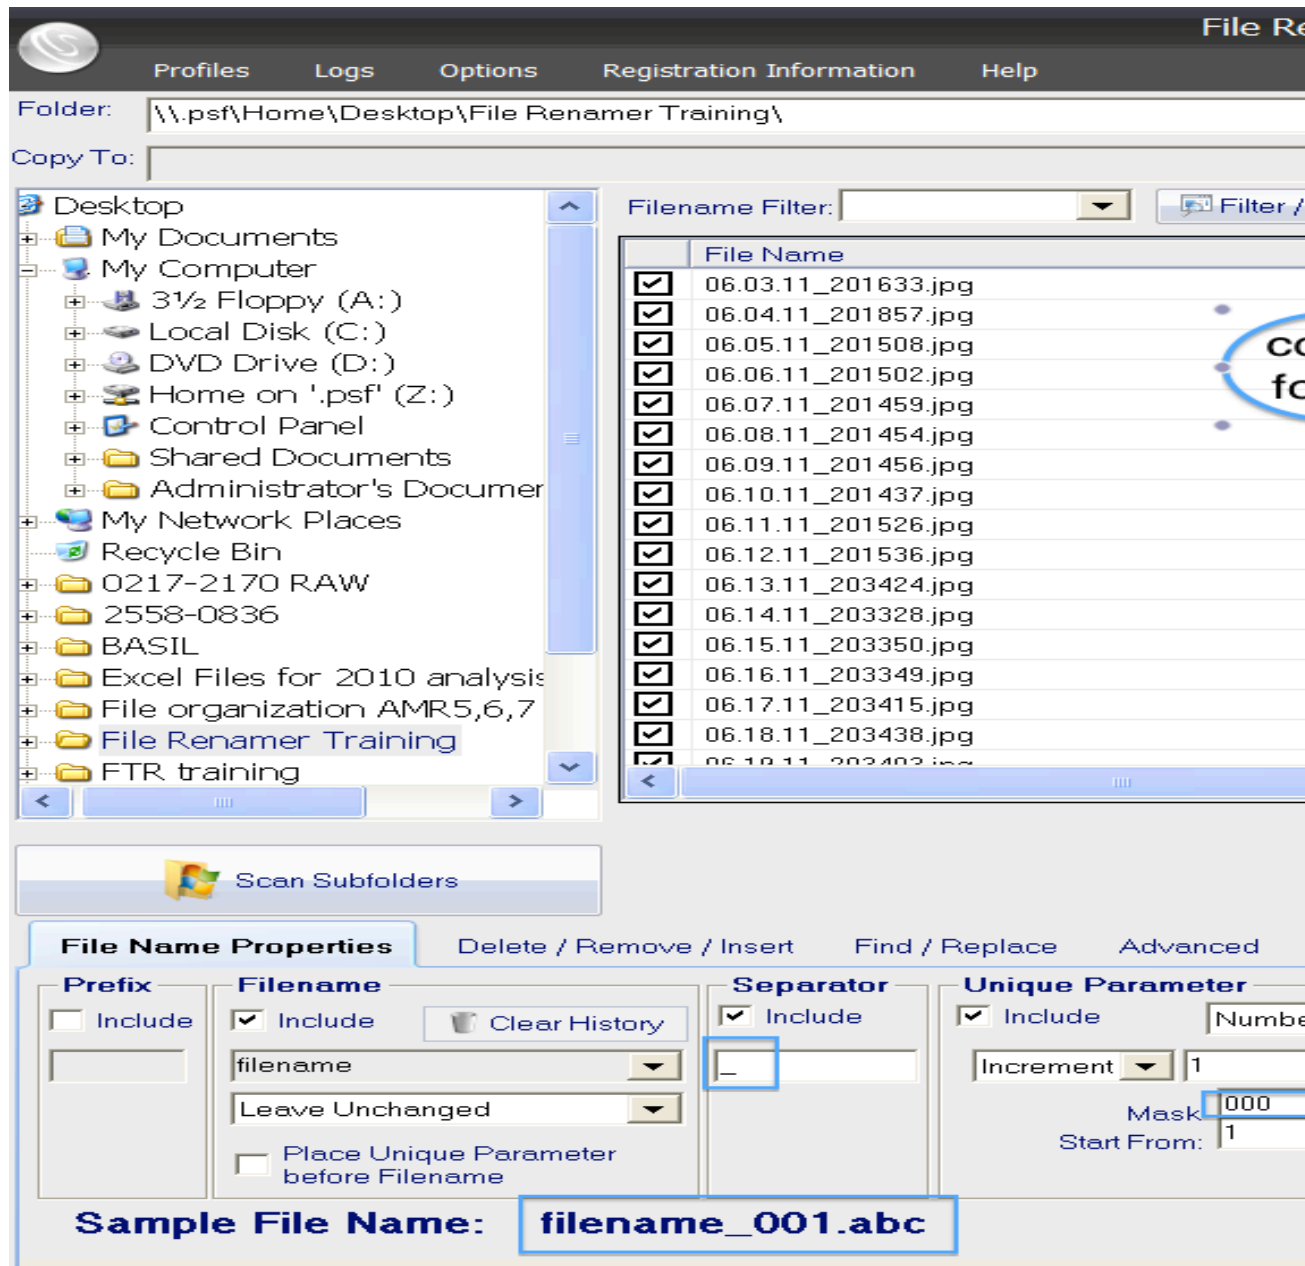 File Re
Profiles Logs Options Registration Information Help
Folder: \\.psf\Home\Desktop\File Renamer Training\
Copy To:
Desktop
My Documents
My Computer
3½ Floppy (A:)
Local Disk (C:)
DVD Drive (D:)
Home on '.psf' (Z:)
Control Panel
Shared Documents
Administrator's Documer
My Network Places
Recycle Bin
0217-2170 RAW
2558-0836
BASIL
Excel Files for 2010 analysis
File organization AMR5,6,7
File Renamer Training
FTR training
Filename Filter: Filter /
File Name
06.03.11_201633.jpg
06.04.11_201857.jpg
06.05.11_201508.jpg
06.06.11_201502.jpg
06.07.11_201459.jpg
06.08.11_201454.jpg
06.09.11_201456.jpg
06.10.11_201437.jpg
06.11.11_201526.jpg
06.12.11_201536.jpg
06.13.11_203424.jpg
06.14.11_203328.jpg
06.15.11_203350.jpg
06.16.11_203349.jpg
06.17.11_203415.jpg
06.18.11_203438.jpg
06.19.11_203403.jpg
co
fo
Scan Subfolders
File Name Properties Delete / Remove / Insert Find / Replace Advanced
Prefix Filename Separator Unique Parameter
Include Include Clear History Include Include Numbe
filename _ Increment 1
Leave Unchanged Mask 000
Start From: 1
Place Unique Parameter
before Filename
Sample File Name: filename_001.abc